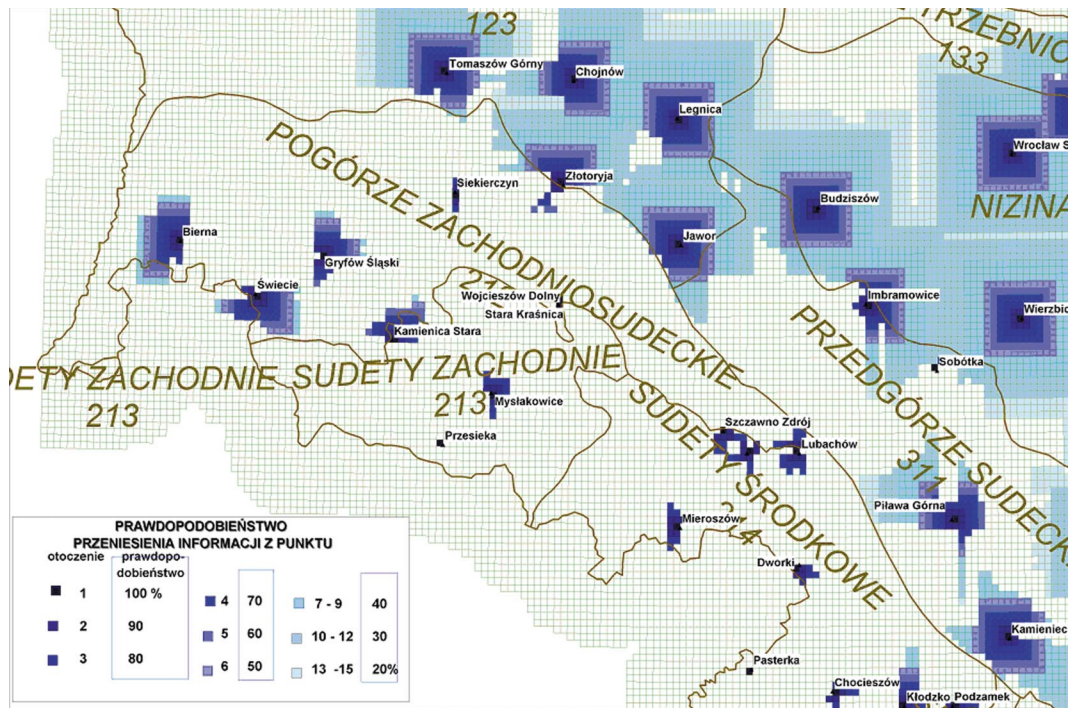 123
TRZEBNIC
133
Tomaszów Górny
Chojnów
Legnica
Wrocław S
POGÓRZE ZACHODNIOSUDECKIE
Siekierczyn
Złotoryja
Budziszów
NIZINA
Bierna
Gryfów Śląski
Jawor
Świecie
Wojcieszów Dolny
Stara Kraśnica
Imbramowice
Wierzbic
Kamienica Stara
PRZEDGÓRZE SUDECKI
311
Sobótka
DETY ZACHODNIE
213
SUDETY ZACHODNIE
213
Mysłakowice
Przesieka
SUDETY ŚRODKOWE
Szczawno Zdrój
Lubachów
Mieroszów
Piława Górna
Dworki
Kamieniec
Pasterka
Chocieszów
Kłodzko Podzamek
PRAWDOPODOBIEŃSTWO
PRZENIESIENIA INFORMACJI Z PUNKTU
otoczenie prawdopo-
dobieństwo
1 100 % 4 70 7 - 9 40
2 90 5 60 10 - 12 30
3 80 6 50 13 -15 20%